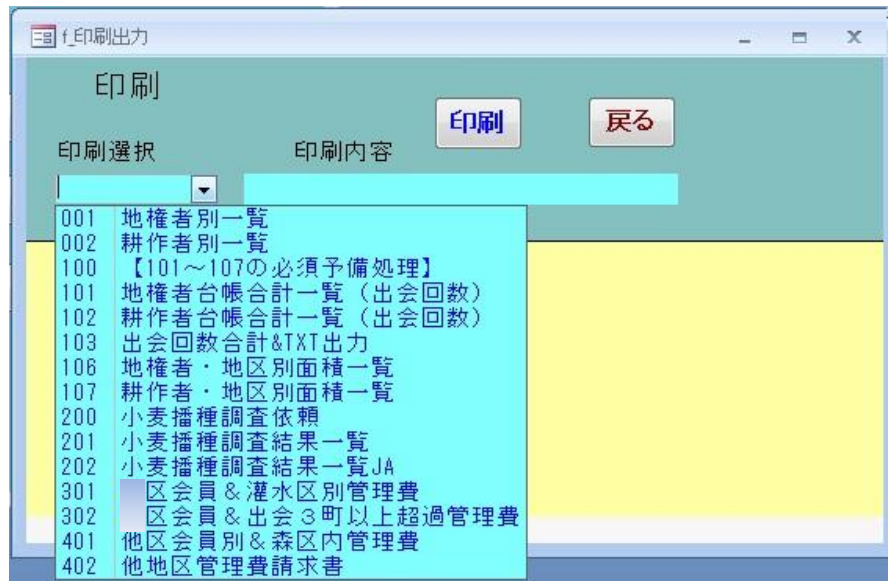 f_印刷出力
印刷
印刷 戻る
印刷選択 印刷内容
001 地権者別一覧
002 耕作者別一覧
100 【101～107の必須予備処理】
101 地権者台帳合計一覧（出会回数）
102 耕作者台帳合計一覧（出会回数）
103 出会回数合計&TXT出力
106 地権者・地区別面積一覧
107 耕作者・地区別面積一覧
200 小麦播種調査依頼
201 小麦播種調査結果一覧
202 小麦播種調査結果一覧JA
301 区会員＆灌水区別管理費
302 区会員＆出会３町以上超過管理費
401 他区会員別＆森区内管理費
402 他地区管理費請求書